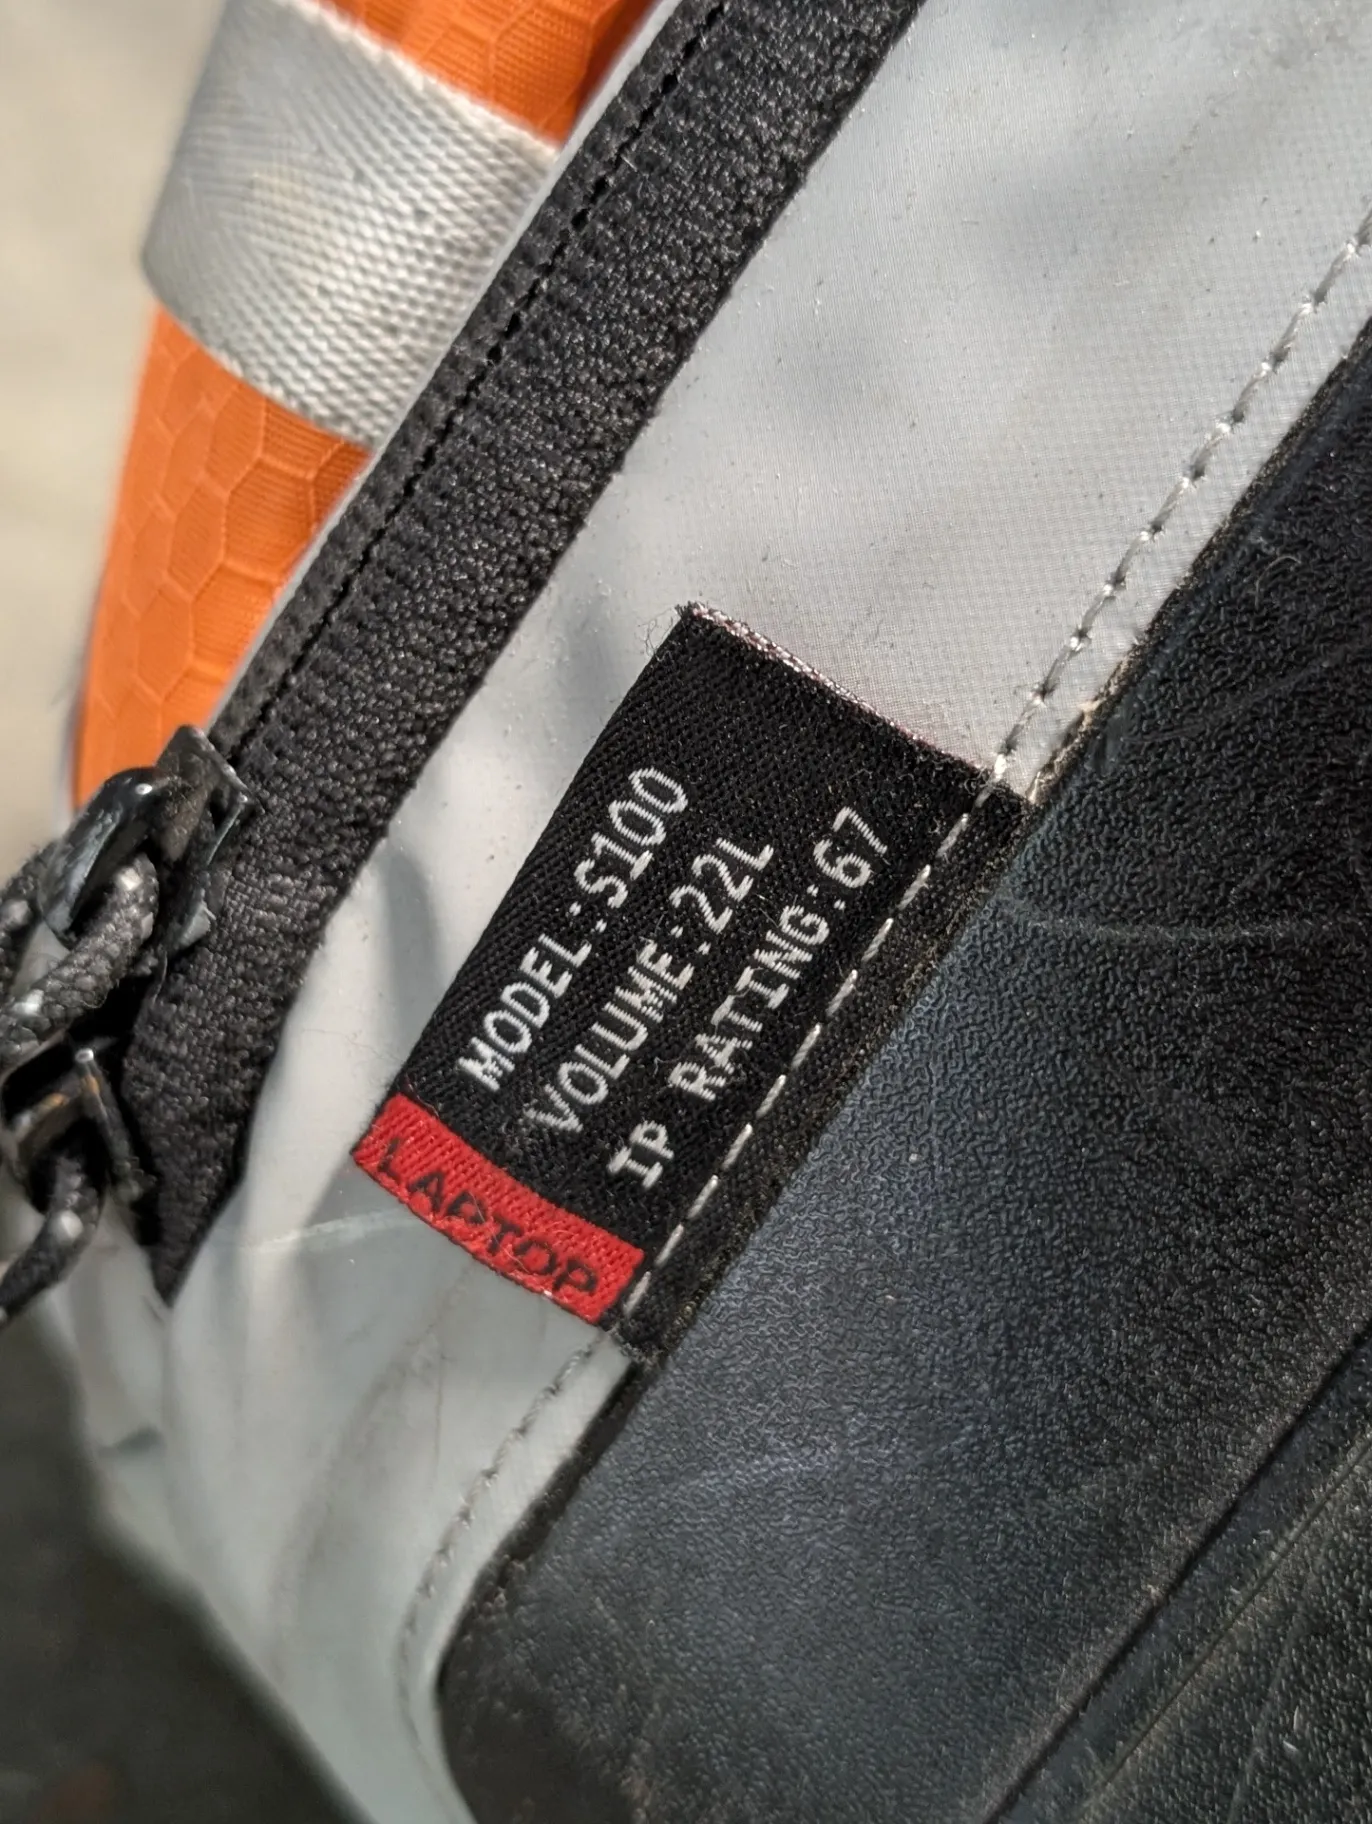 MODEL:S100
VOLUME:22L
IP RATING:67
LAPTOP